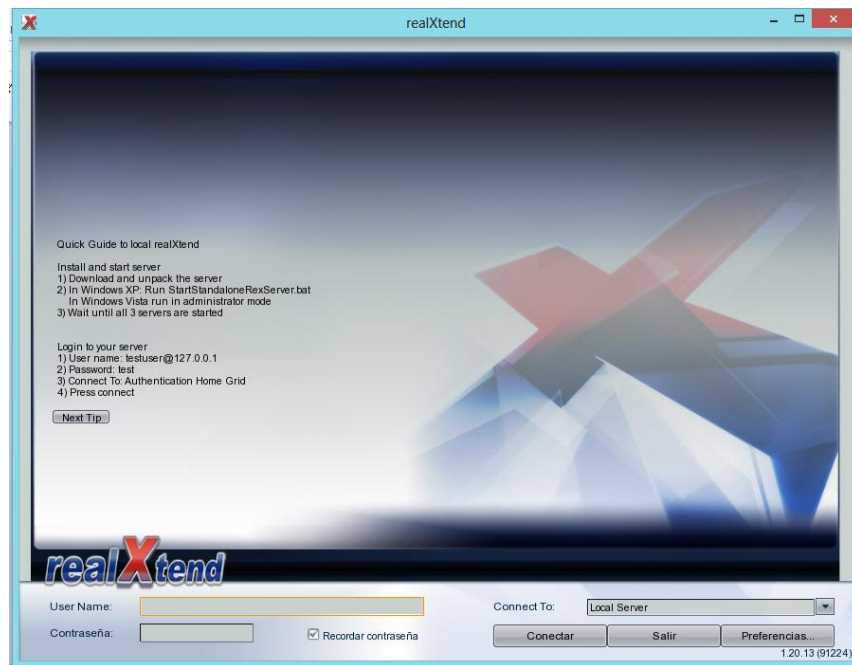 realXtend
Quick Guide to local realXtend
Install and start server
1) Download and unpack the server
2) In Windows XP: Run StartStandaloneRexServer.bat
In Windows Vista run in administrator mode
3) Wait until all 3 servers are started
Login to your server
1) User name: testuser@127.0.0.1
2) Password: test
3) Connect To: Authentication Home Grid
4) Press connect
Next Tip
realXtend
User Name:
Connect To:
Local Server
Contraseña:
Recordar contraseña
Conectar
Salir
Preferencias...
1.20.13 (91224)